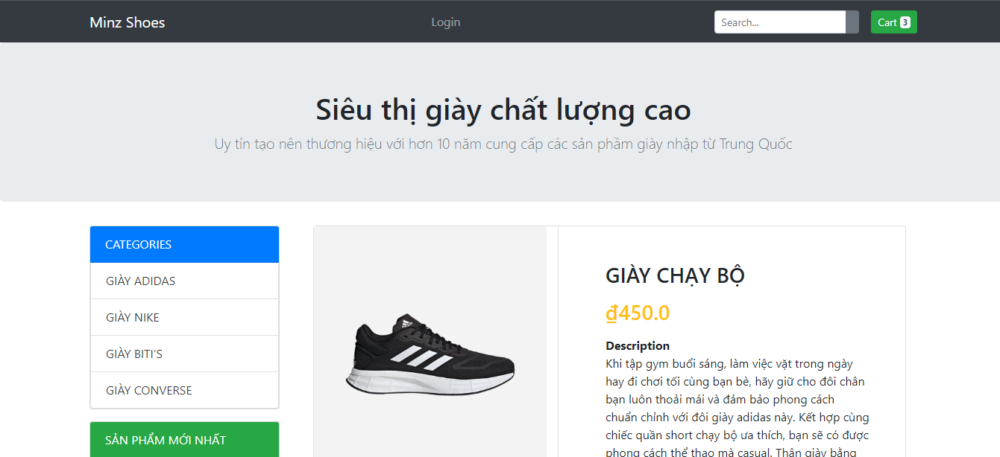 Minz Shoes
Login
Search...
Cart 3
Siêu thị giày chất lượng cao
Uy tín tạo nên thương hiệu với hơn 10 năm cung cấp các sản phầm giày nhập từ Trung Quốc
CATEGORIES
GIÀY ADIDAS
GIÀY NIKE
GIÀY BITI'S
GIÀY CONVERSE
SẢN PHẨM MỚI NHẤT
GIÀY CHẠY BỘ
₫450.0
Description
Khi tập gym buổi sáng, làm việc vặt trong ngày
hay đi chơi tối cùng bạn bè, hãy giữ cho đôi chân
bạn luôn thoải mái và đảm bảo phong cách
chuẩn chỉnh với đôi giày adidas này. Kết hợp cùng
chiếc quần short chạy bộ ưa thích, bạn sẽ có được
phong cách thể thao mà casual. Thân giày bằng